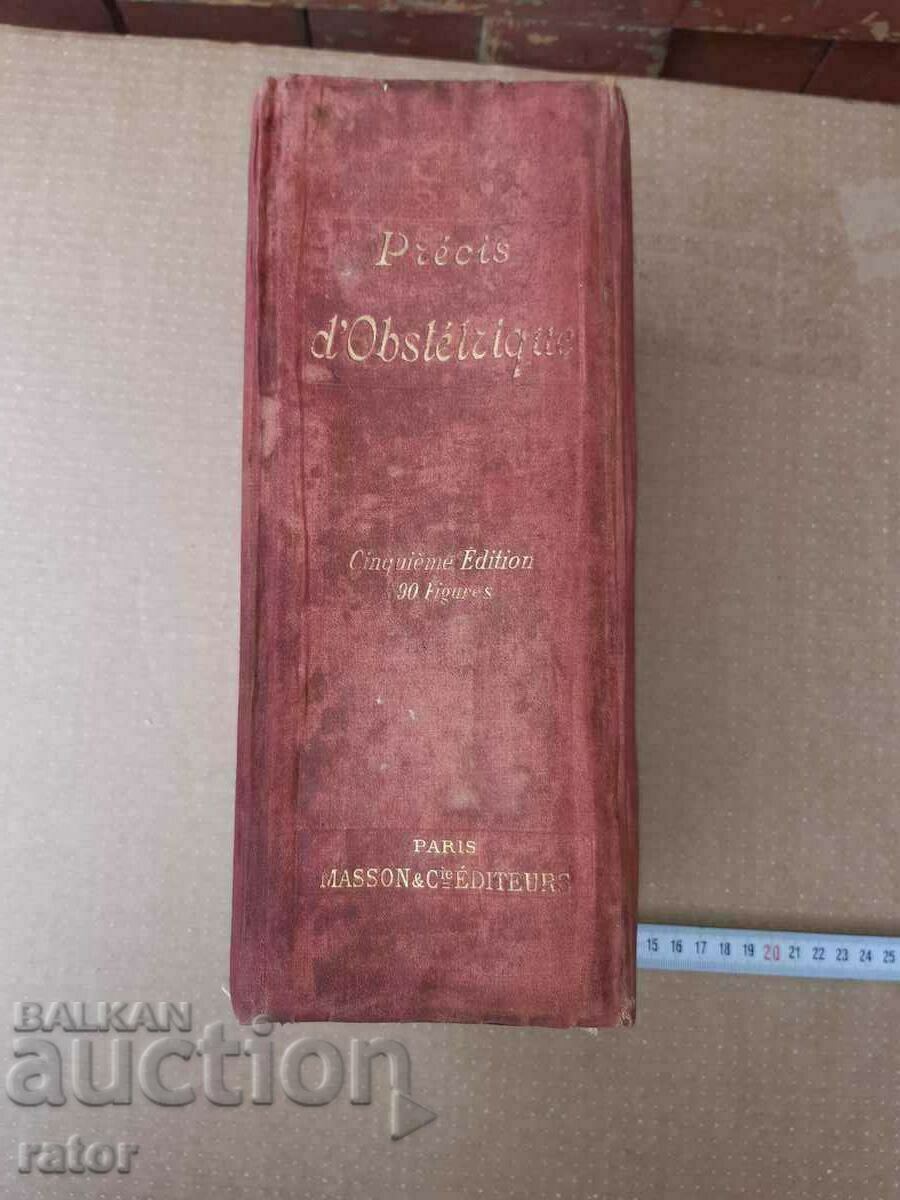 Précis
d'Obstétrique
Cinquième Édition
90 Figures
PARIS
MASSON & Cie ÉDITEURS
15 16 17 18 19 20 21 22 23 24 25
BALKAN
auction
rator